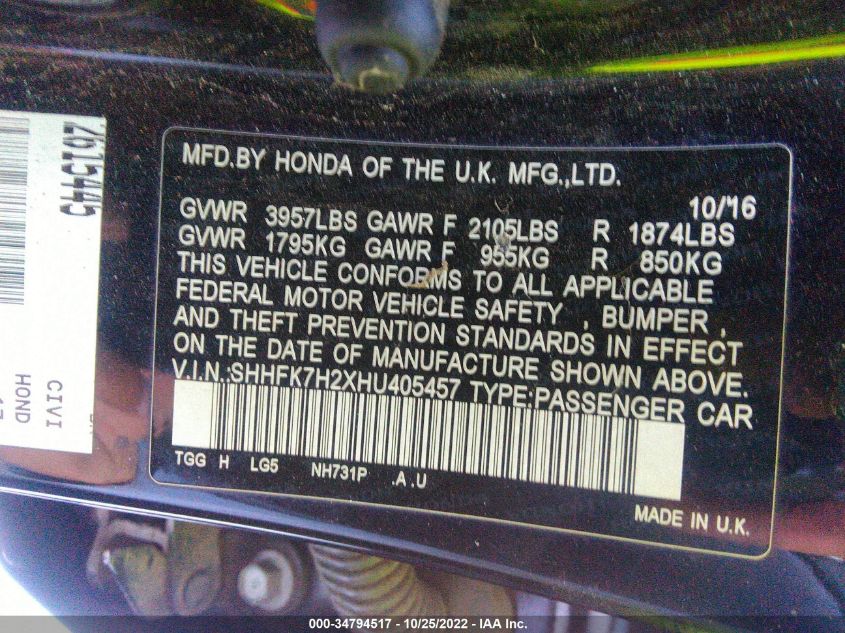 MFD.BY HONDA OF THE U.K. MFG.,LTD.
10/16
GVWR 3957LBS GAWR F 2105LBS R 1874LBS
GVWR 1795KG GAWR F 955KG R 850KG
THIS VEHICLE CONFORMS TO ALL APPLICABLE
FEDERAL MOTOR VEHICLE SAFETY , BUMPER ,
AND THEFT PREVENTION STANDARDS IN EFFECT
ON THE DATE OF MANUFACTURE SHOWN ABOVE.
V.I.N.:SHHFK7H2XHU405457 TYPE:PASSENGER CAR
TGG H LG5 NH731P .A .U
MADE IN U.K.
CIVI
HOND
000-34794517 - 10/25/2022 - IAA Inc.